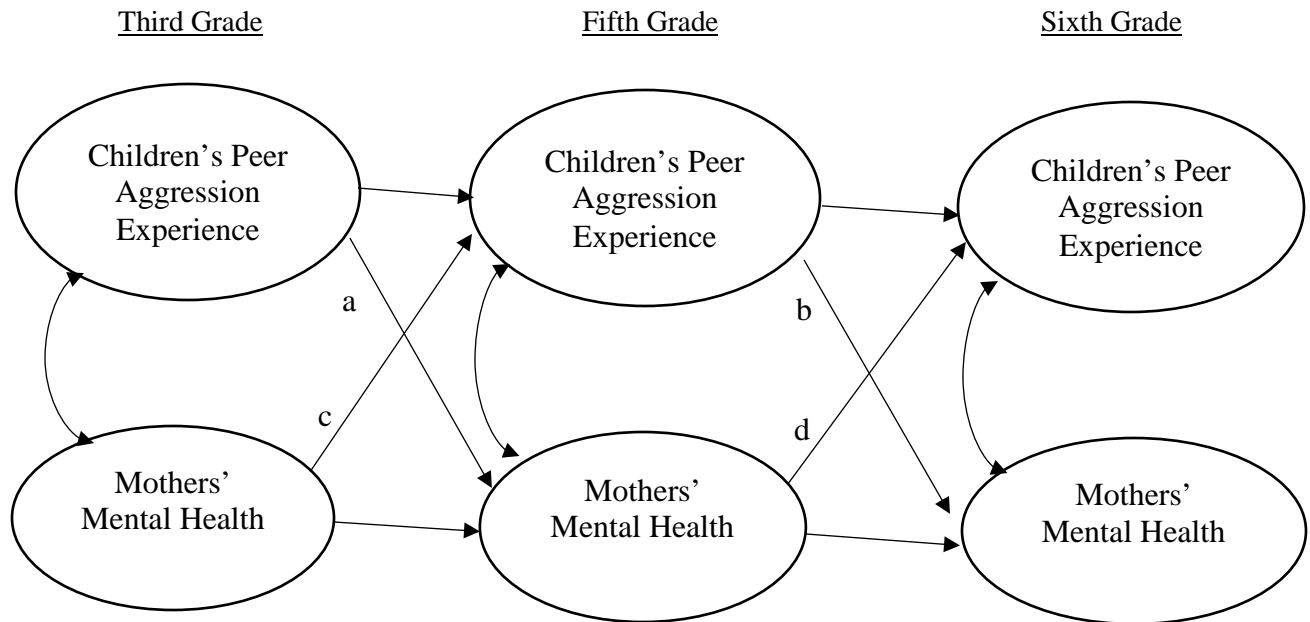 Third Grade
Fifth Grade
Sixth Grade
Children’s Peer
Aggression
Experience
Children’s Peer
Aggression
Experience
Children’s Peer
Aggression
Experience
a
b
c
d
Mothers’
Mental Health
Mothers’
Mental Health
Mothers’
Mental Health